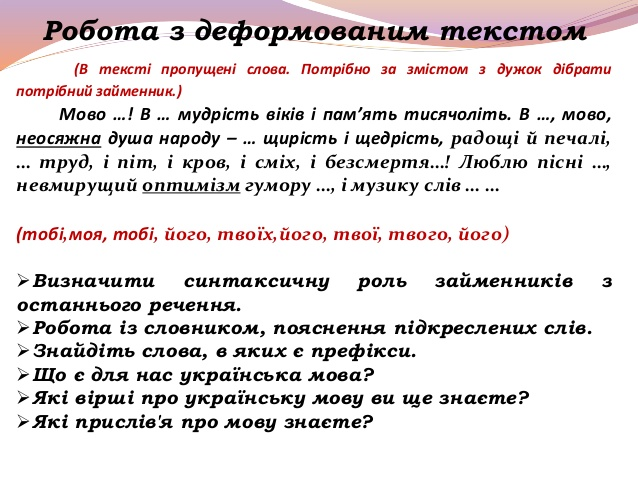 Робота з деформованим текстом
(В тексті пропущені слова. Потрібно за змістом з дужок дібрати
потрібний займенник.)
Мово …! В … мудрість віків і пам’ять тисячоліть. В …, мово,
неосяжна душа народу – … щирість і щедрість, радощі й печалі,
… труд, і піт, і кров, і сміх, і безсмертя…! Люблю пісні …,
невмирущий оптимізм гумору …, і музику слів … …
(тобі,моя, тобі, його, твоїх,його, твої, твого, його)
➢Визначити синтаксичну роль займенників з
останнього речення.
➢Робота із словником, пояснення підкреслених слів.
➢Знайдіть слова, в яких є префікси.
➢Що є для нас українська мова?
➢Які вірші про українську мову ви ще знаєте?
➢Які прислів'я про мову знаєте?